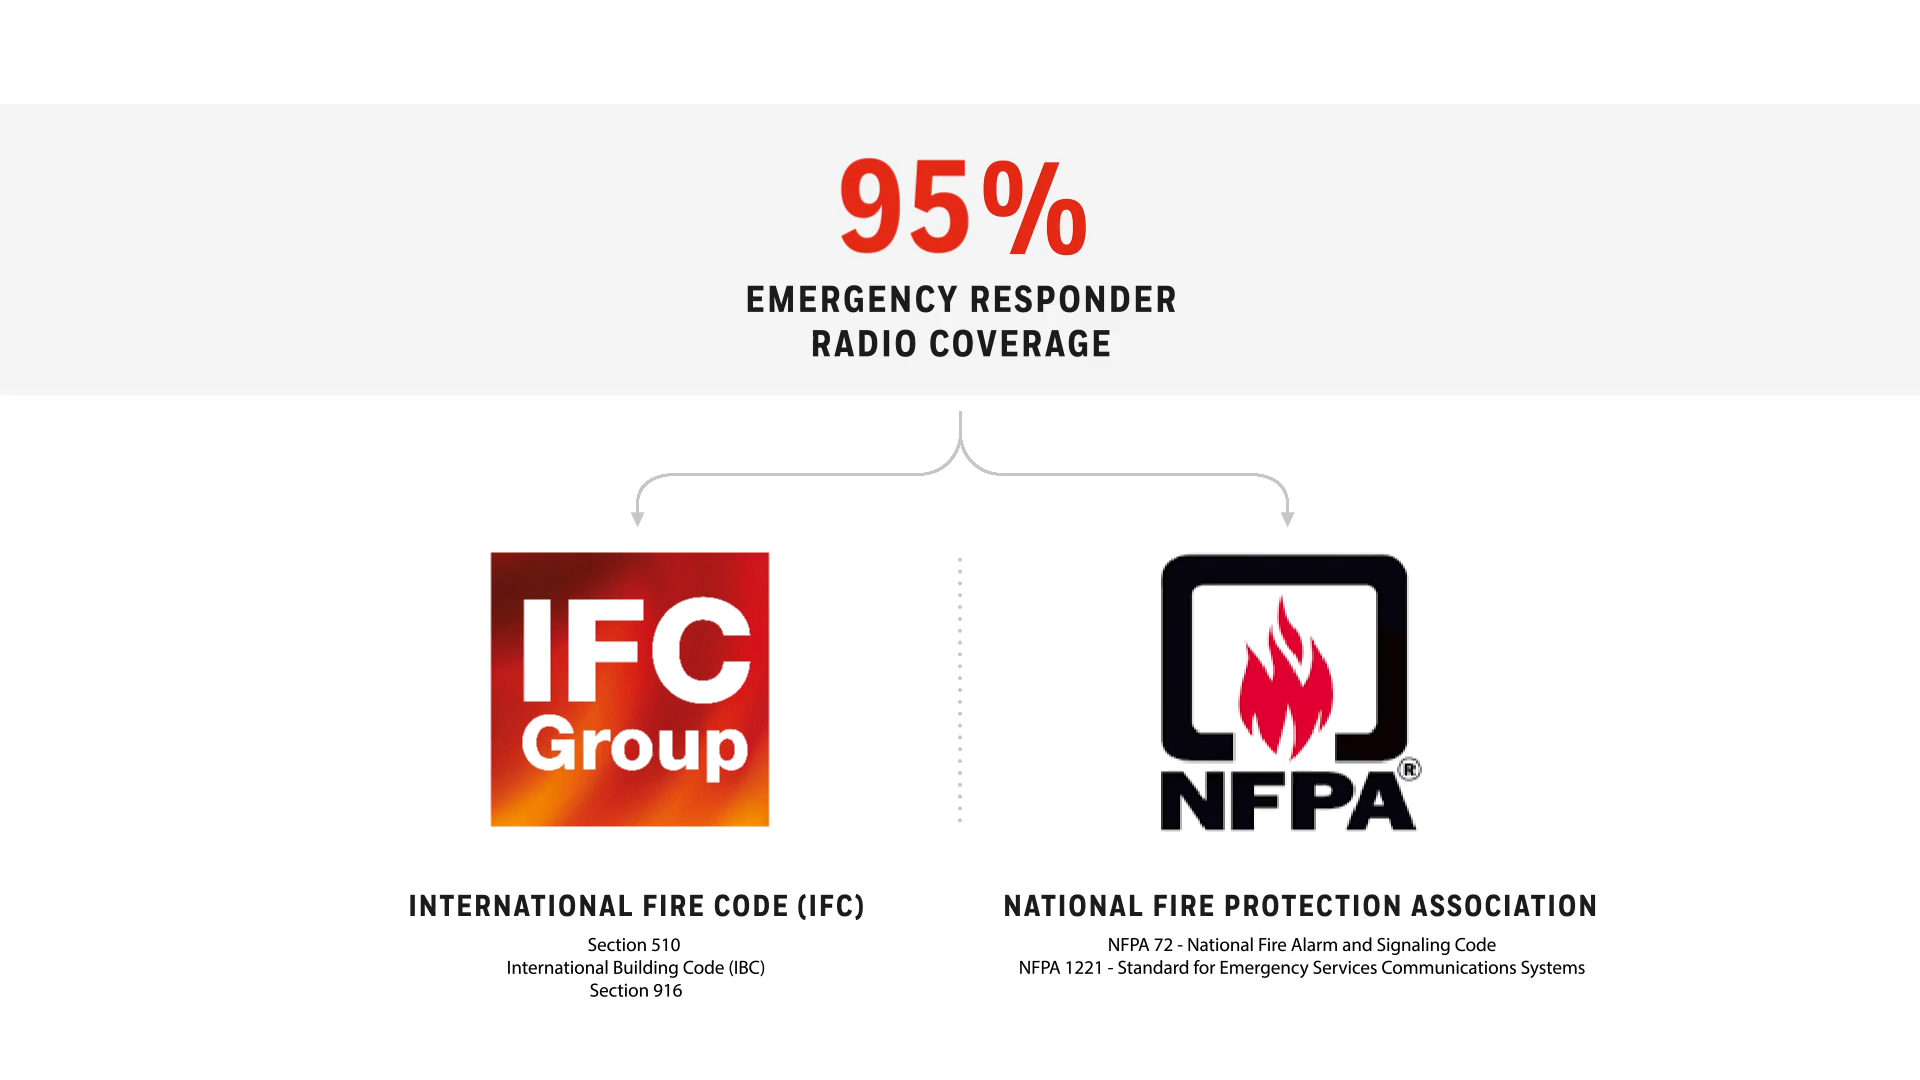 95%
EMERGENCY RESPONDER
RADIO COVERAGE
IFC
Group
NFPA®
INTERNATIONAL FIRE CODE (IFC)
Section 510
International Building Code (IBC)
Section 916
NATIONAL FIRE PROTECTION ASSOCIATION
NFPA 72 - National Fire Alarm and Signaling Code
NFPA 1221 - Standard for Emergency Services Communications Systems